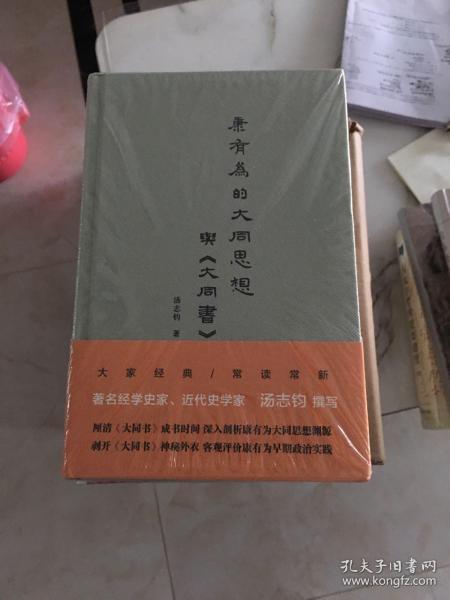 康有為的大同思想
與《大同書》
汤志钧 著
大家经典/常读常新
著名经学史家、近代史学家 汤志钧 撰写
厘清《大同书》成书时间 深入剖析康有为大同思想渊源
剥开《大同书》神秘外衣 客观评价康有为早期政治实践
孔夫子旧书网
www.kongfz.com